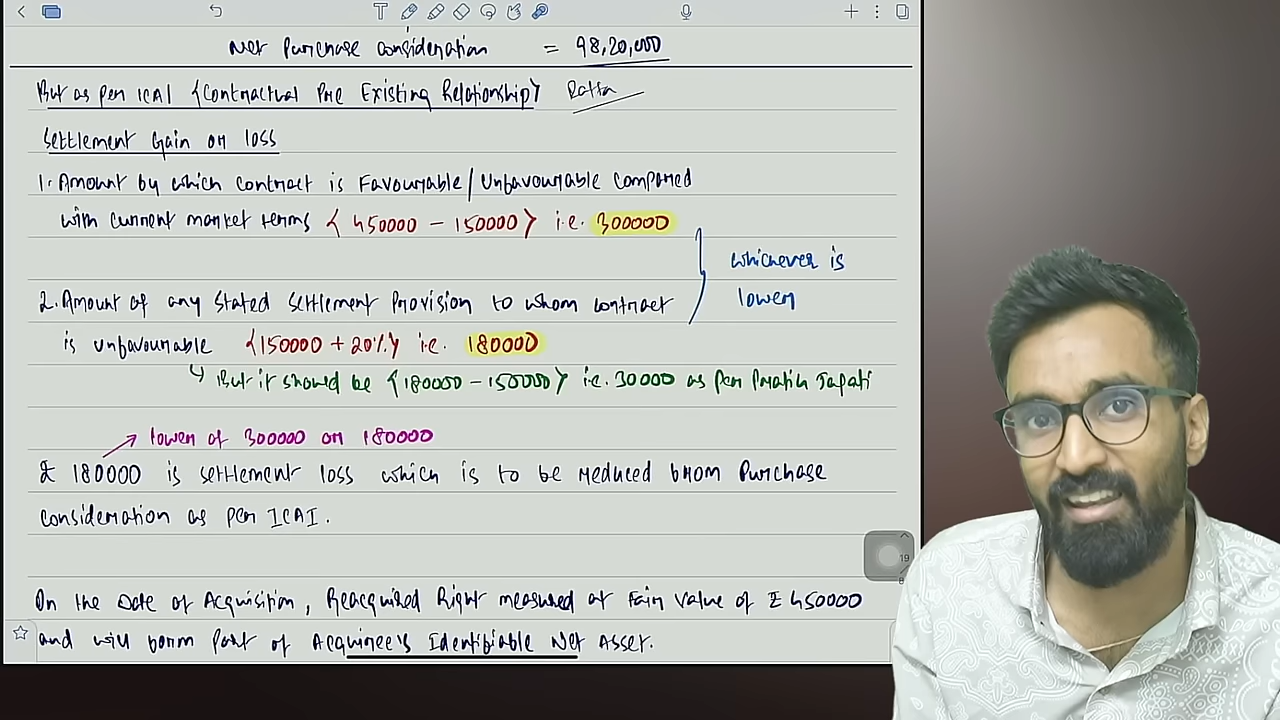 Net Purchase consideration = 98,20,000
But as per ICAI {Contractual Pre Existing Relationship} Ratta
Settlement Gain or loss
1. Amount by which contract is Favourable/Unfavourable compared
with current market terms {450000 - 150000} i.e. 300000
whichever is
lower
2. Amount of any stated settlement Provision to whom contract
is unfavourable {150000 + 20%} i.e. 180000
But it should be {180000 - 150000} i.e. 30000 as per Pratik Jagati
lower of 300000 or 180000
₹ 180000 is settlement loss which is to be reduced from Purchase
consideration as per ICAI.
19
On the Date of Acquisition, Reacquired Right measured at Fair value of ₹ 450000
and will form Part of Acquiree's Identifiable Net Asset.